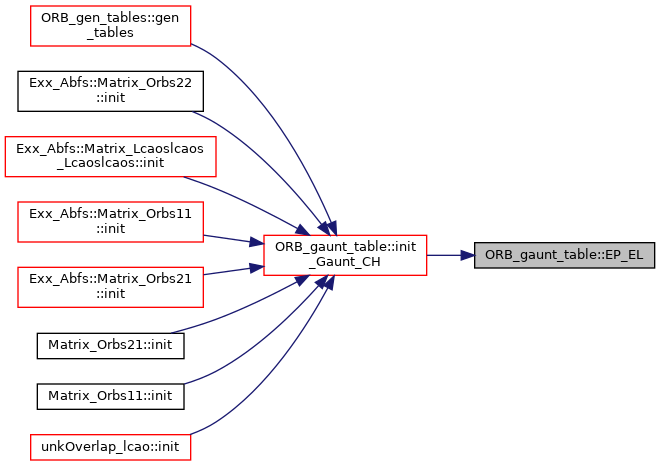 ORB_gen_tables::gen
_tables
Exx_Abfs::Matrix_Orbs22
::init
Exx_Abfs::Matrix_Lcaoslcaos
_Lcaoslcaos::init
Exx_Abfs::Matrix_Orbs11
::init
Exx_Abfs::Matrix_Orbs21
::init
Matrix_Orbs21::init
Matrix_Orbs11::init
unkOverlap_lcao::init
ORB_gaunt_table::init
_Gaunt_CH
ORB_gaunt_table::EP_EL